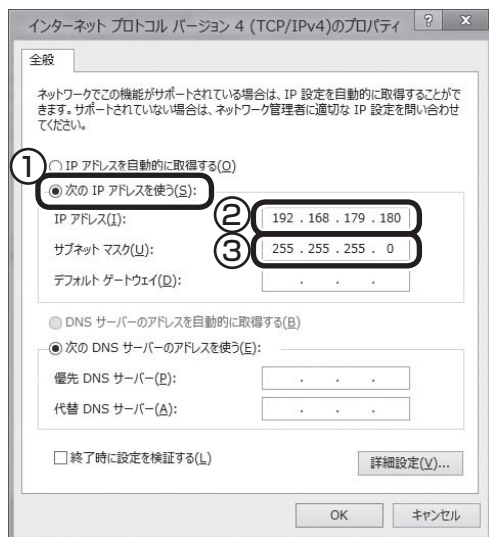 インターネット プロトコル バージョン 4 (TCP/IPv4)のプロパティ ? x
全般
ネットワークでこの機能がサポートされている場合は、IP 設定を自動的に取得することがで
きます。サポートされていない場合は、ネットワーク管理者に適切な IP 設定を問い合わせ
てください。
① IP アドレスを自動的に取得する(O)
次の IP アドレスを使う(S):
IP アドレス(I): ② 192 . 168 . 179 . 180
サブネット マスク(U): ③ 255 . 255 . 255 . 0
デフォルト ゲートウェイ(D): . . .
DNS サーバーのアドレスを自動的に取得する(B)
次の DNS サーバーのアドレスを使う(E):
優先 DNS サーバー(P): . . .
代替 DNS サーバー(A): . . .
終了時に設定を検証する(L)
詳細設定(V)...
OK キャンセル